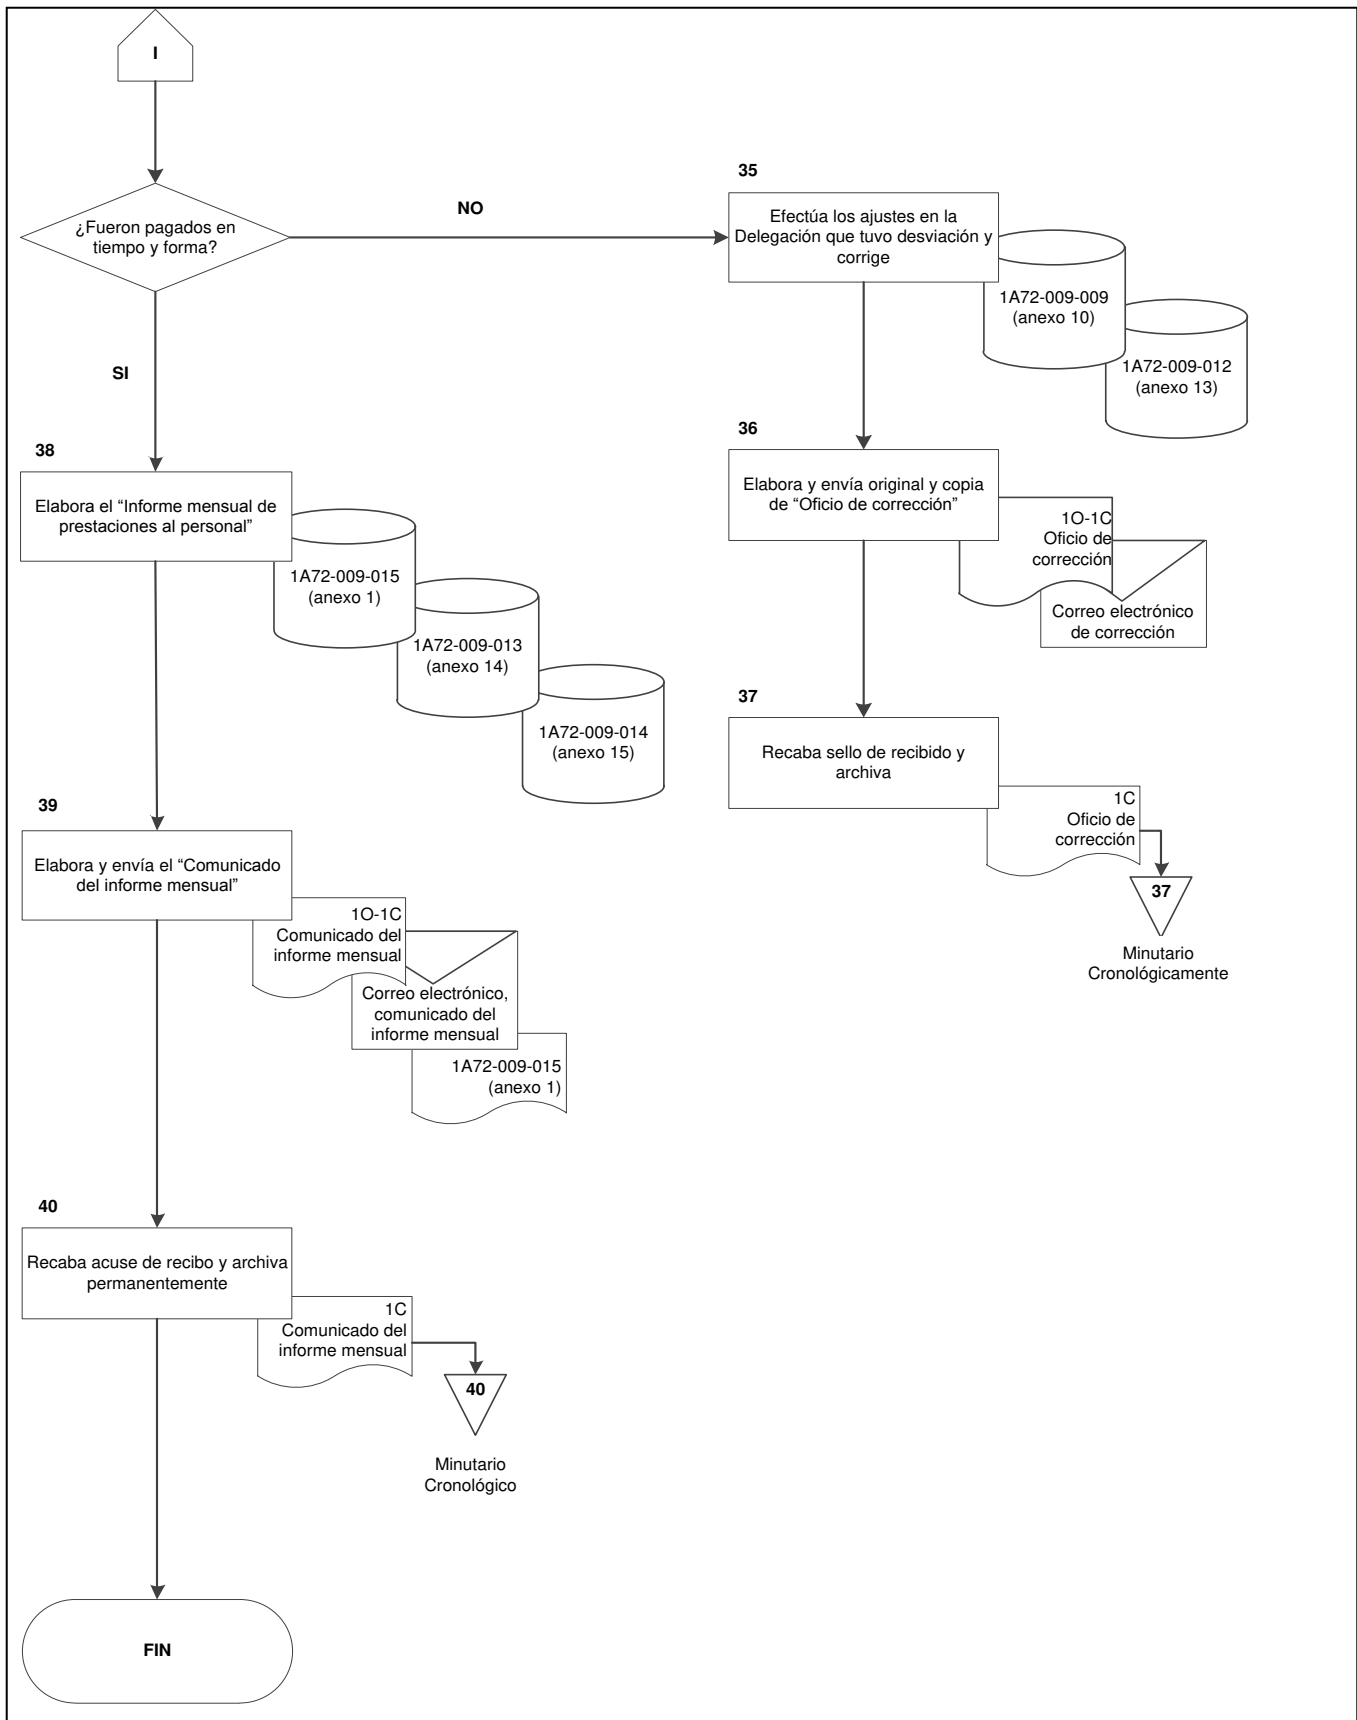 I
¿Fueron pagados en
tiempo y forma?
NO
SI
35
Efectúa los ajustes en la
Delegación que tuvo desviación y
corrige
1A72-009-009
(anexo 10)
1A72-009-012
(anexo 13)
36
Elabora y envía original y copia
de “Oficio de corrección”
1O-1C
Oficio de
corrección
Correo electrónico
de corrección
37
Recaba sello de recibido y
archiva
1C
Oficio de
corrección
37
Minutario
Cronológicamente
38
Elabora el “Informe mensual de
prestaciones al personal”
1A72-009-015
(anexo 1)
1A72-009-013
(anexo 14)
1A72-009-014
(anexo 15)
39
Elabora y envía el “Comunicado
del informe mensual”
1O-1C
Comunicado del
informe mensual
Correo electrónico,
comunicado del
informe mensual
1A72-009-015
(anexo 1)
40
Recaba acuse de recibo y archiva
permanentemente
1C
Comunicado del
informe mensual
40
Minutario
Cronológico
FIN